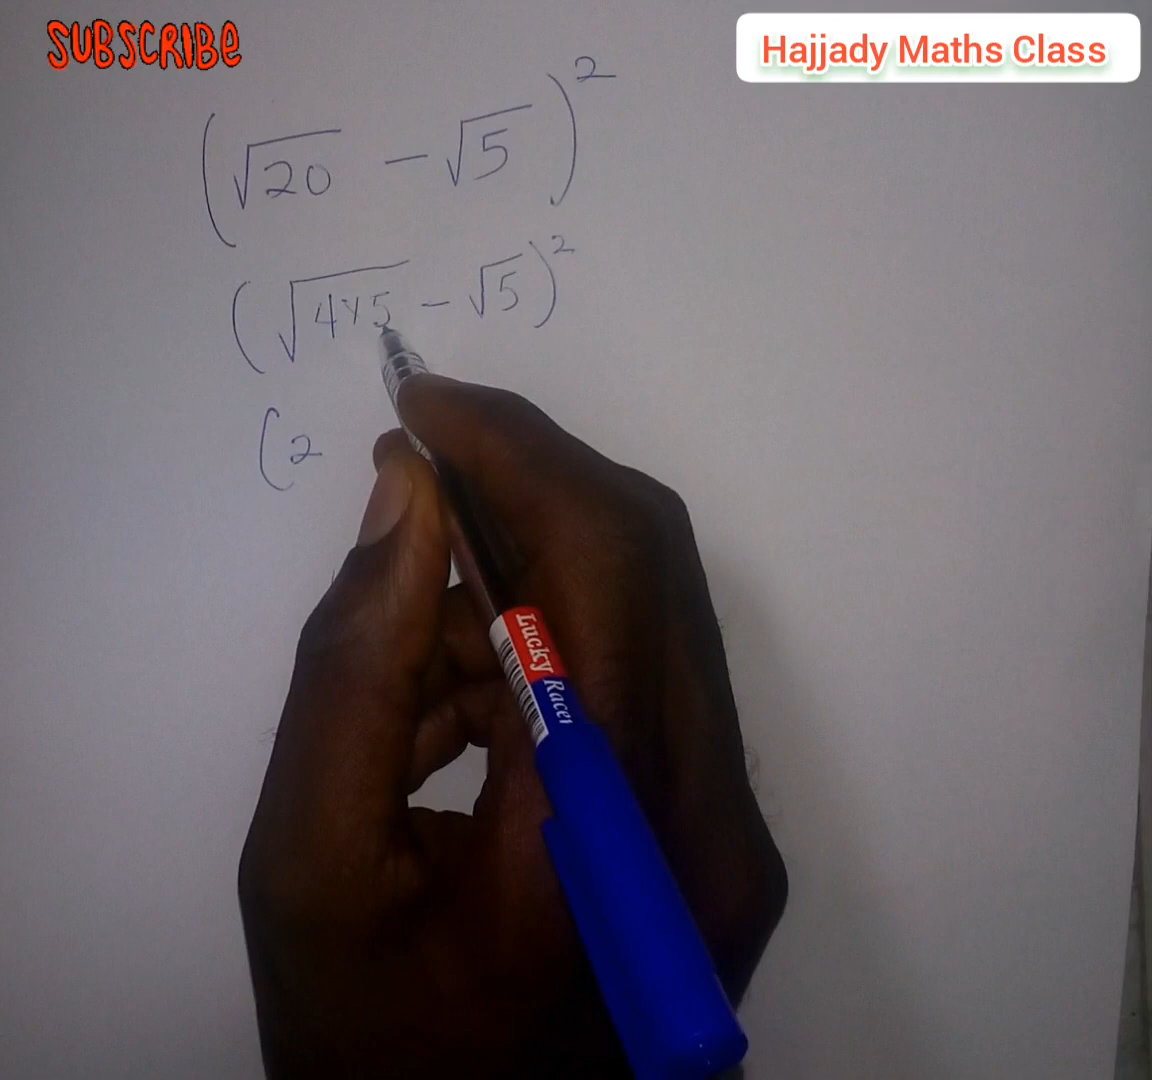 SUBSCRIBE
Hajjady Maths Class
(√20 - √5)²
(√4×5 - √5)²
(2
Lucky Racer